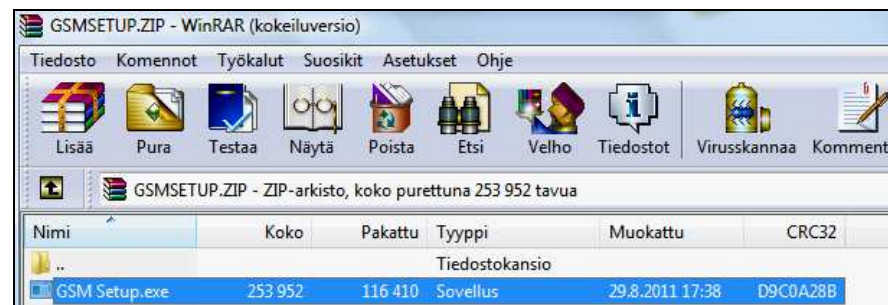 GSMSETUP.ZIP - WinRAR (kokeiluversio)
Tiedosto Komennot Työkalut Suosikit Asetukset Ohje
Lisää Pura Testaa Näytä Poista Etsi Velho Tiedostot Virusskannaa Komment
GSMSETUP.ZIP - ZIP-arkisto, koko purettuna 253 952 tavua
Nimi Koko Pakattu Tyyppi Muokattu CRC32
.. Tiedostokansio
GSM Setup.exe 253 952 116 410 Sovellus 29.8.2011 17:38 D9C0A28B